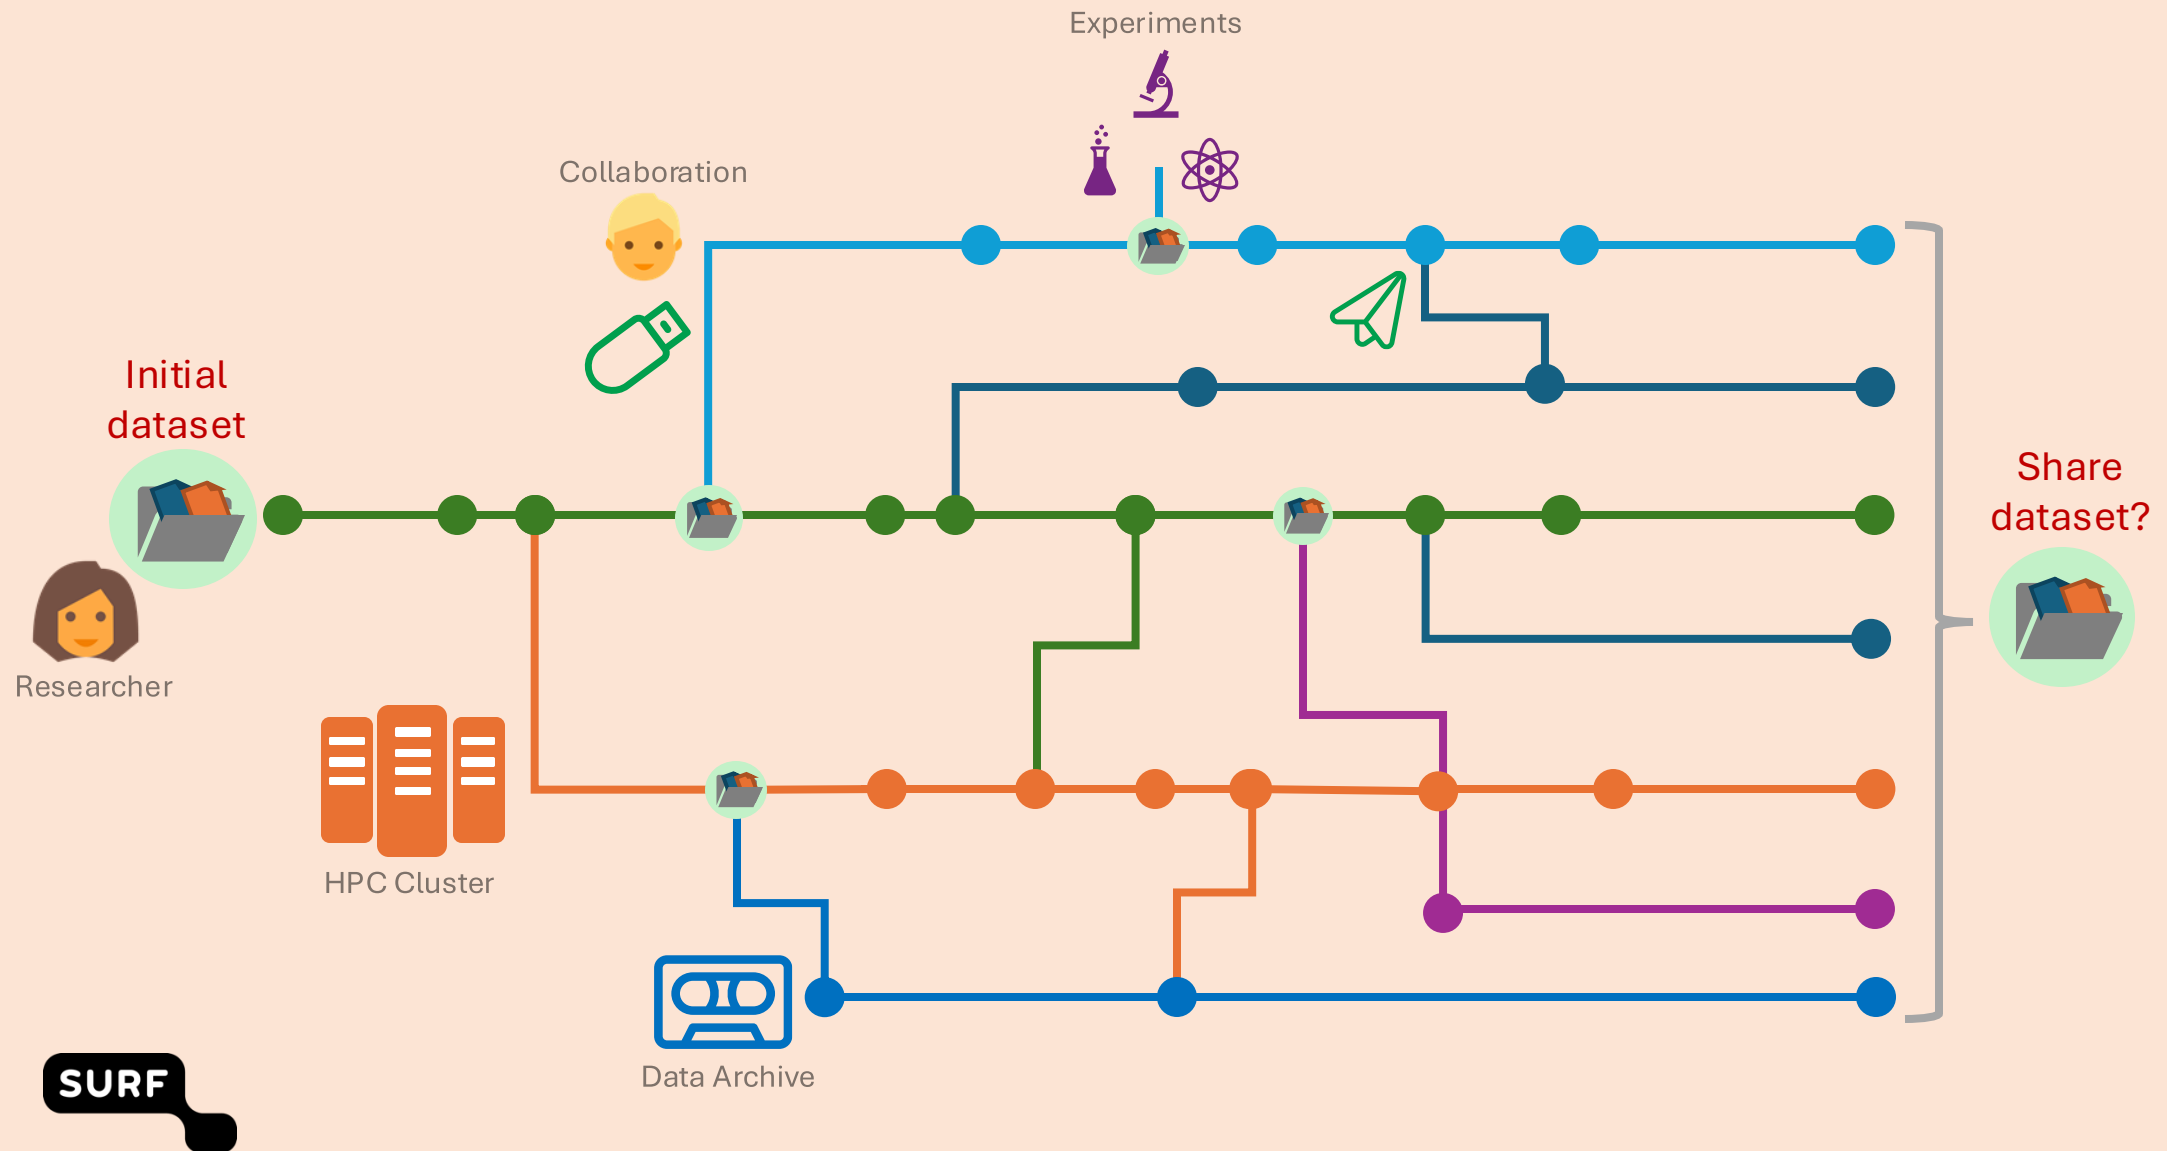 Experiments
Collaboration
Initial
dataset
Share
dataset?
Researcher
HPC Cluster
Data Archive
SURF